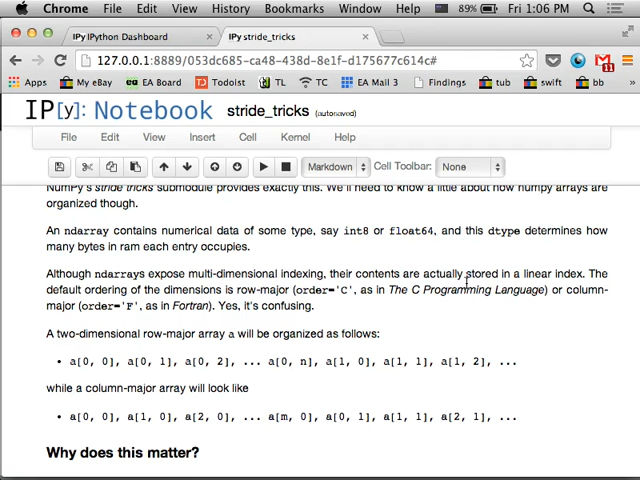 Chrome File Edit View History Bookmarks Window Help 89% Fri 1:06 PM
IPy IPython Dashboard × IPy stride_tricks ×
127.0.0.1:8889/053dc685-ca48-438d-8e1f-d175677c614c#
Apps My eBay EA Board Todoist TL TC EA Mail 3 Findings tub swift swc 11
IP[y]: Notebook stride_tricks (autosaved)
File Edit View Insert Cell Kernel Help
Markdown Cell Toolbar: None
NumPy's stride tricks submodule provides exactly this. We'll need to know a little about how numpy arrays are
organized though.
An ndarray contains numerical data of some type, say int8 or float64, and this dtype determines how
many bytes in ram each entry occupies.
Although ndarrays expose multi-dimensional indexing, their contents are actually stored in a linear index. The
default ordering of the dimensions is row-major (order='C', as in The C Programming Language) or column-
major (order='F', as in Fortran). Yes, it's confusing.
A two-dimensional row-major array a will be organized as follows:
• a[0, 0], a[0, 1], a[0, 2], ... a[0, n], a[1, 0], a[1, 1], a[1, 2], ...
while a column-major array will look like
• a[0, 0], a[1, 0], a[2, 0], ... a[m, 0], a[0, 1], a[1, 1], a[2, 1], ...
Why does this matter?